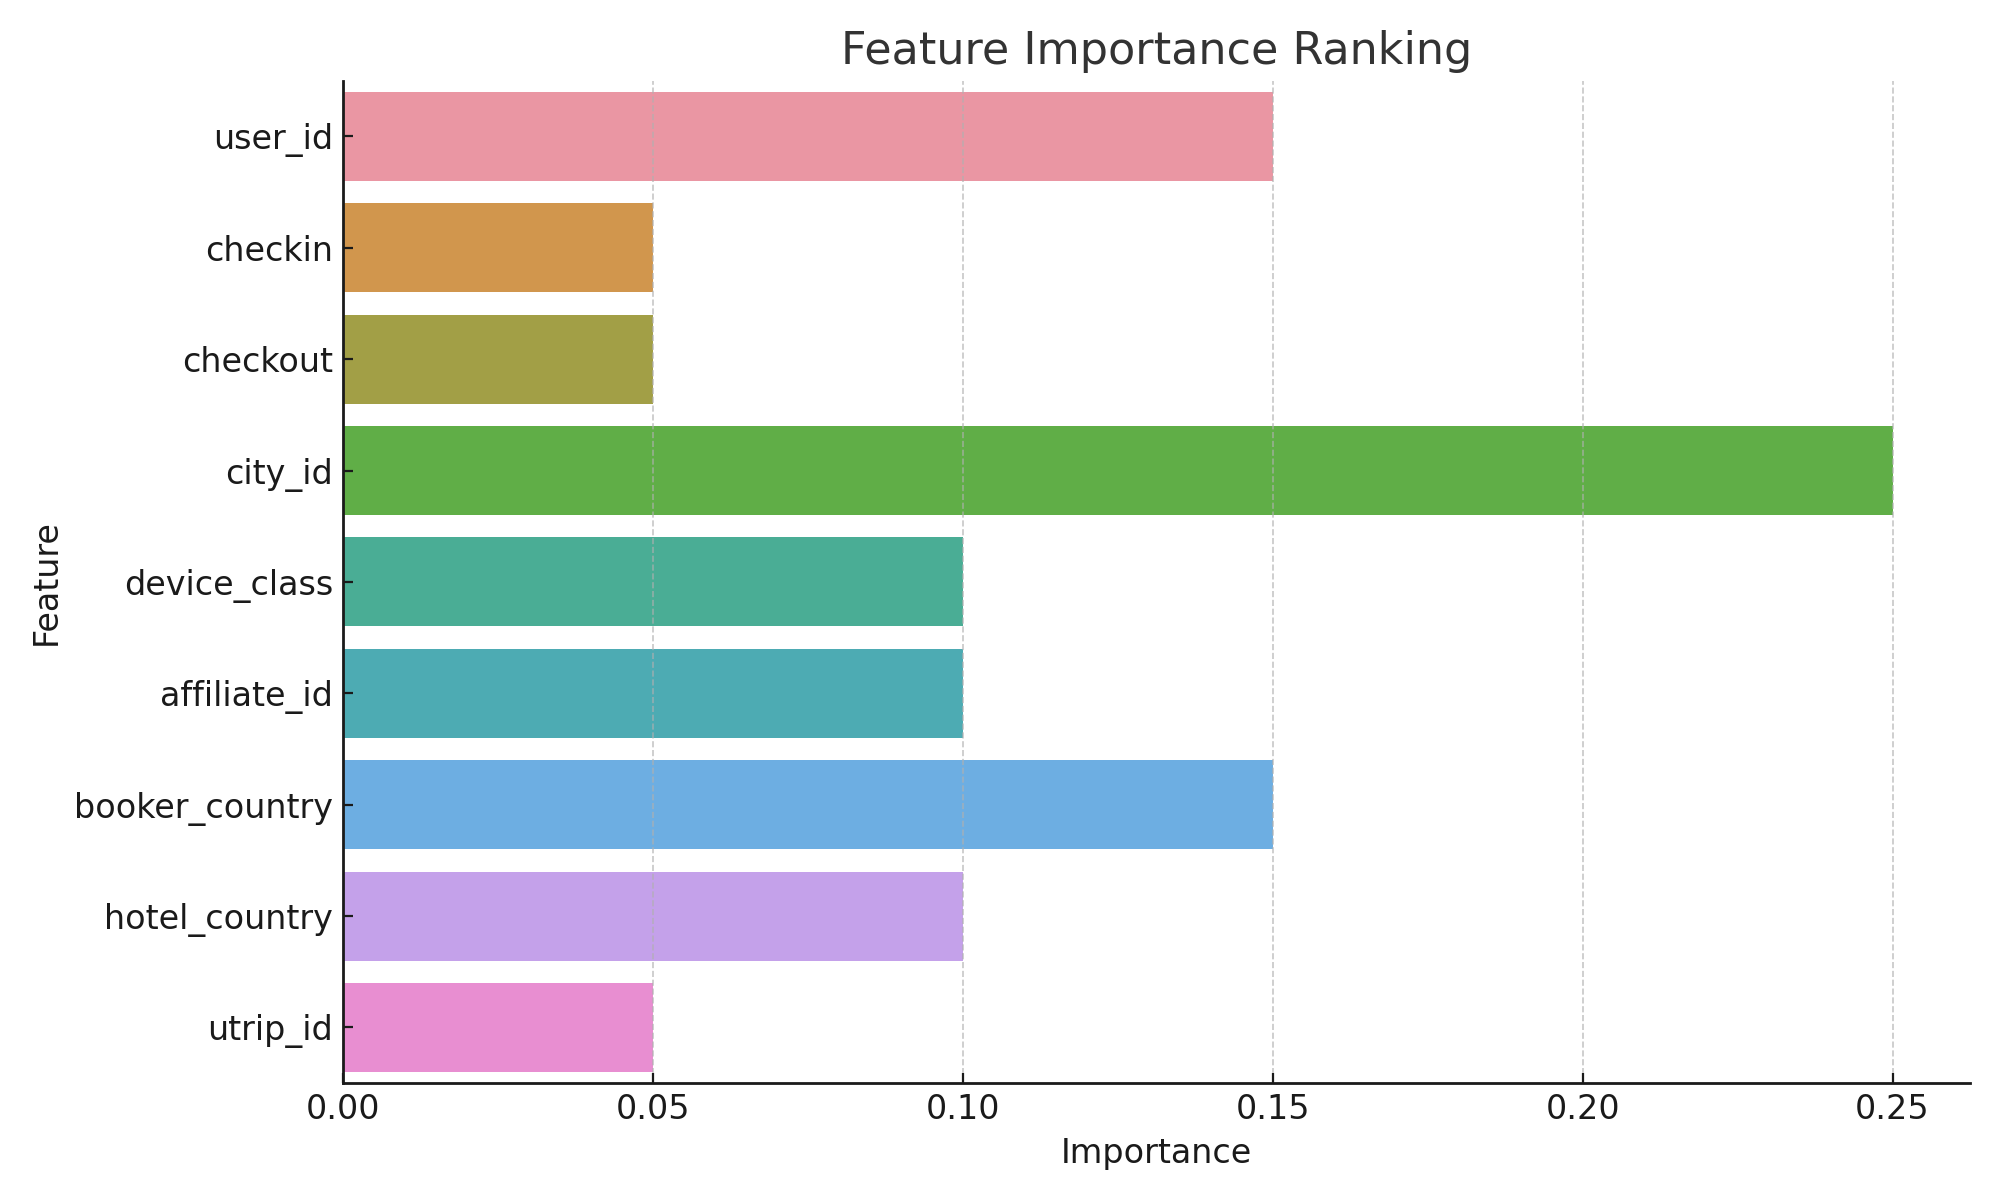 Feature Importance Ranking
user_id
checkin
checkout
city_id
device_class
affiliate_id
booker_country
hotel_country
utrip_id
Feature
0.00 0.05 0.10 0.15 0.20 0.25
Importance